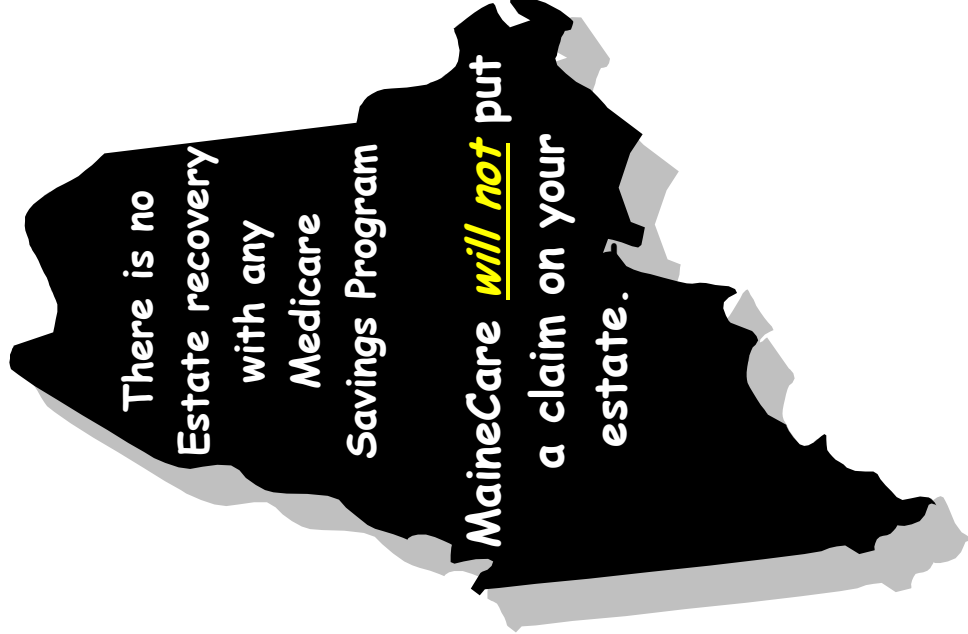 There is no
Estate recovery
with any
Medicare
Savings Program
MaineCare will not put
a claim on your
estate.